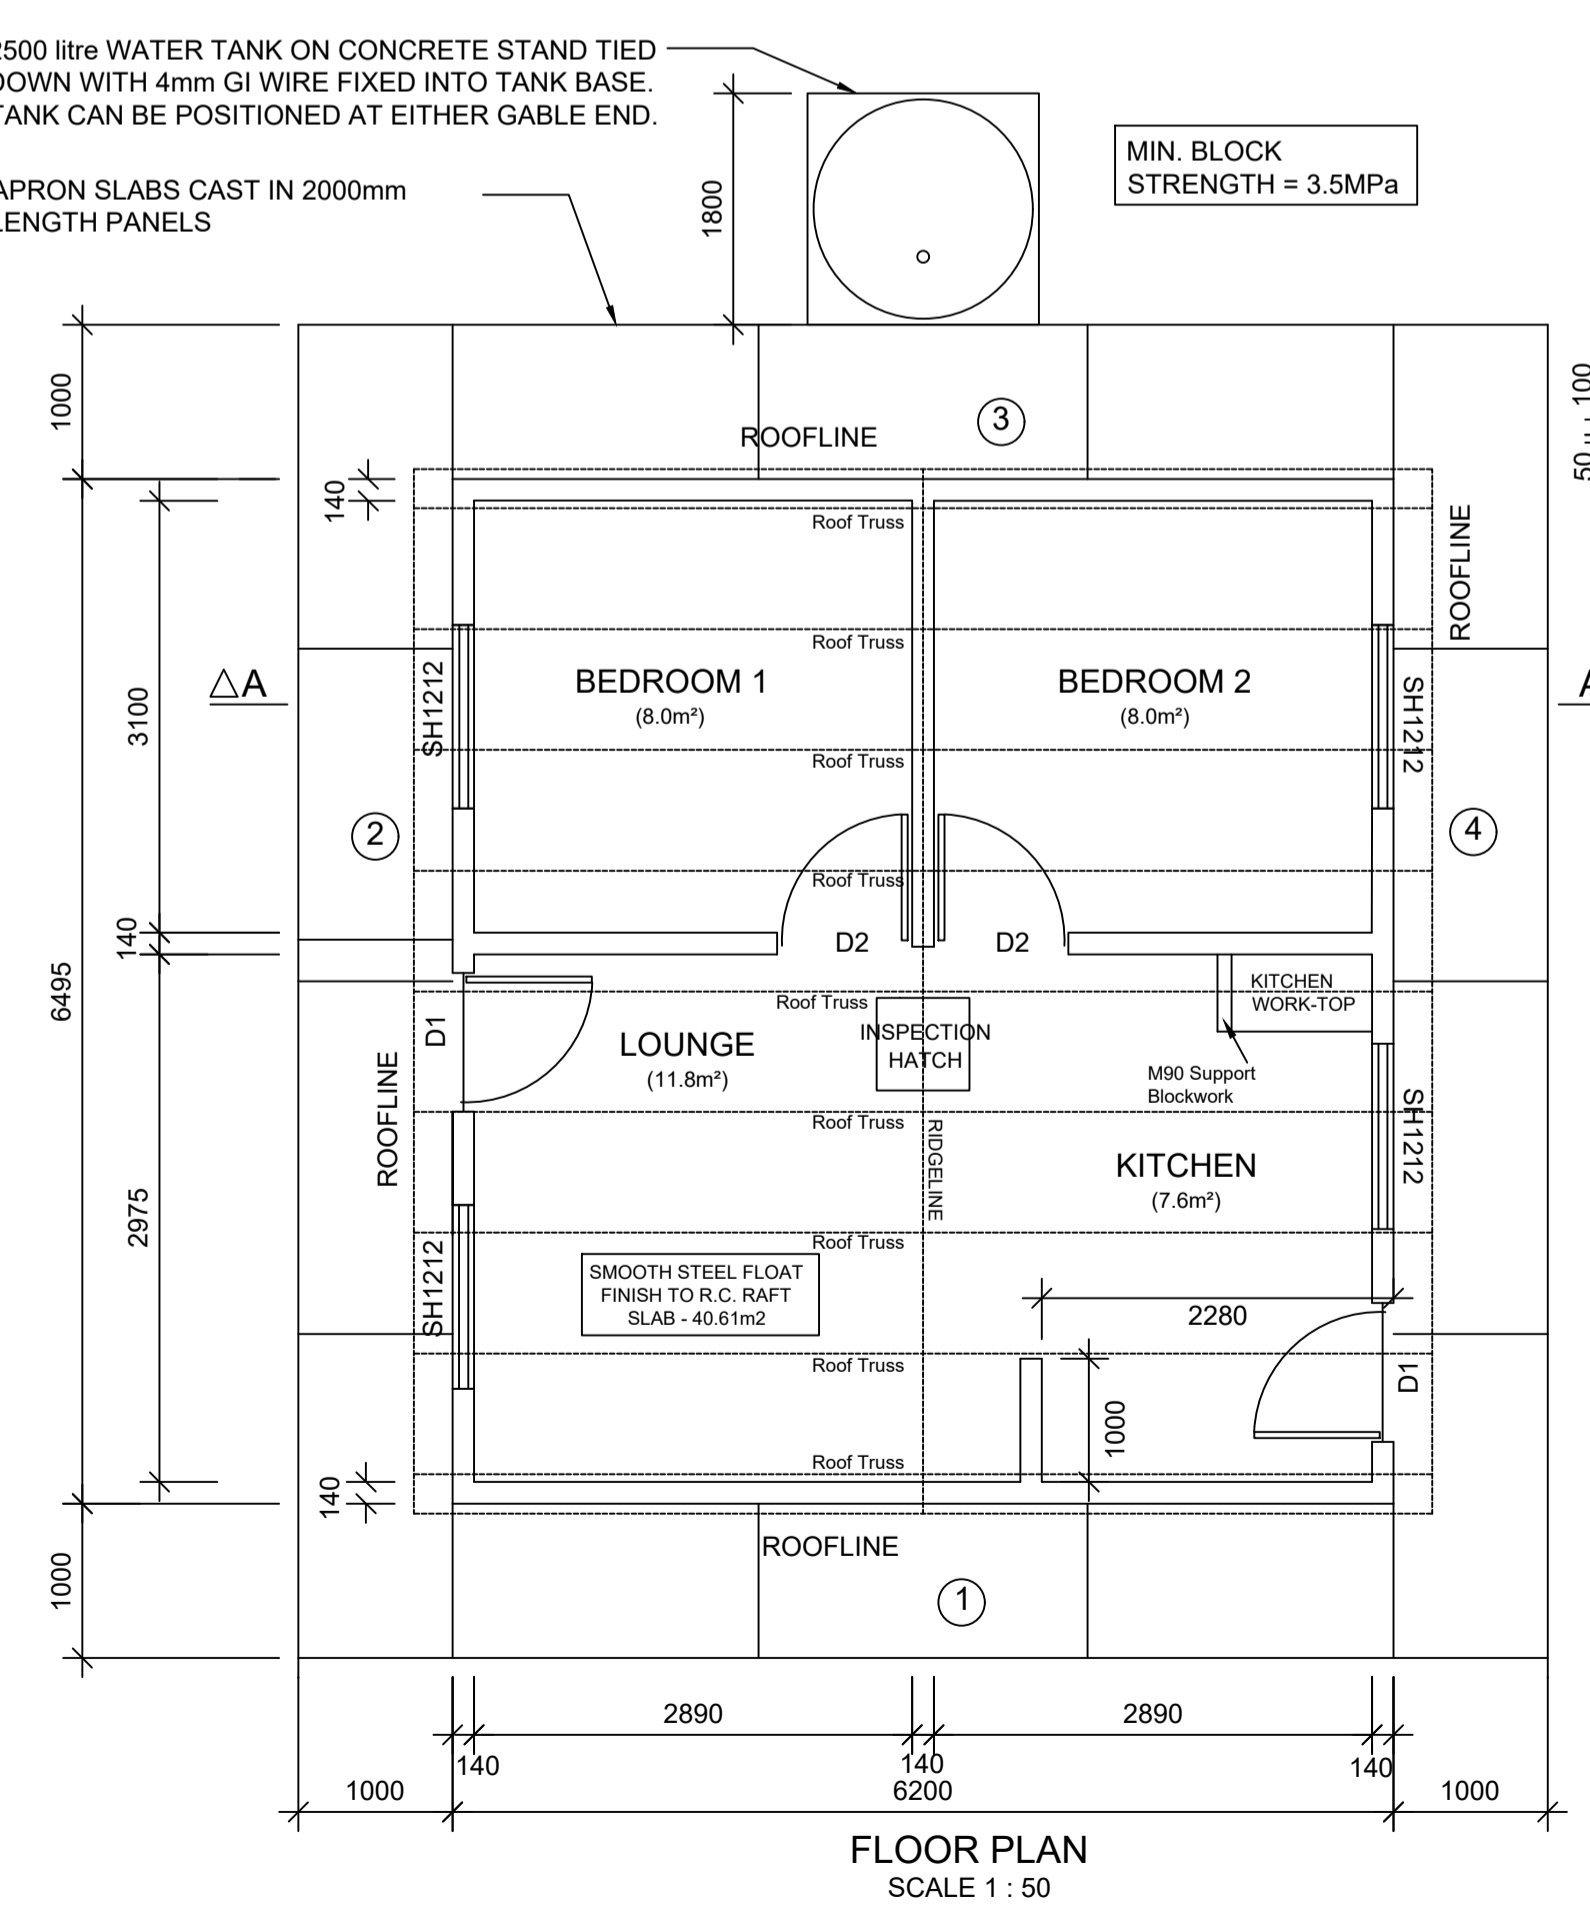 2500 litre WATER TANK ON CONCRETE STAND TIED
DOWN WITH 4mm GI WIRE FIXED INTO TANK BASE.
TANK CAN BE POSITIONED AT EITHER GABLE END.
MIN. BLOCK
STRENGTH = 3.5MPa
APRON SLABS CAST IN 2000mm
LENGTH PANELS
1800
1000
50
100
3
ROOFLINE
140
Roof Truss
ROOFLINE
Roof Truss
BEDROOM 1
(8.0m²)
BEDROOM 2
(8.0m²)
△A
A
SH1212
SH1212
3100
Roof Truss
2
4
Roof Truss
140
D2
D2
6495
KITCHEN
WORK-TOP
Roof Truss
D1
LOUNGE
(11.8m²)
INSPECTION
HATCH
M90 Support
Blockwork
ROOFLINE
Roof Truss
RIDGELINE
SH1212
KITCHEN
(7.6m²)
2975
Roof Truss
SH1212
SMOOTH STEEL FLOAT
FINISH TO R.C. RAFT
SLAB - 40.61m2
2280
Roof Truss
D1
1000
Roof Truss
140
ROOFLINE
1000
1
2890
2890
140
140
140
1000
6200
1000
FLOOR PLAN
SCALE 1 : 50